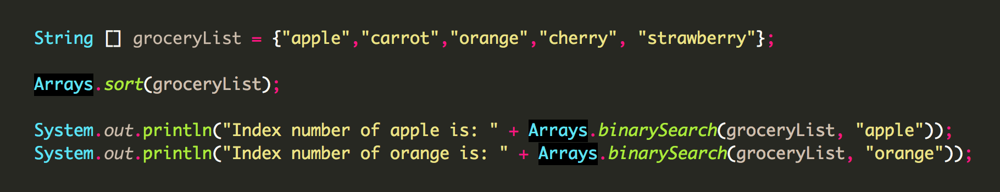 String [] groceryList = {"apple","carrot","orange","cherry", "strawberry"};
Arrays.sort(groceryList);
System.out.println("Index number of apple is: " + Arrays.binarySearch(groceryList, "apple"));
System.out.println("Index number of orange is: " + Arrays.binarySearch(groceryList, "orange"));